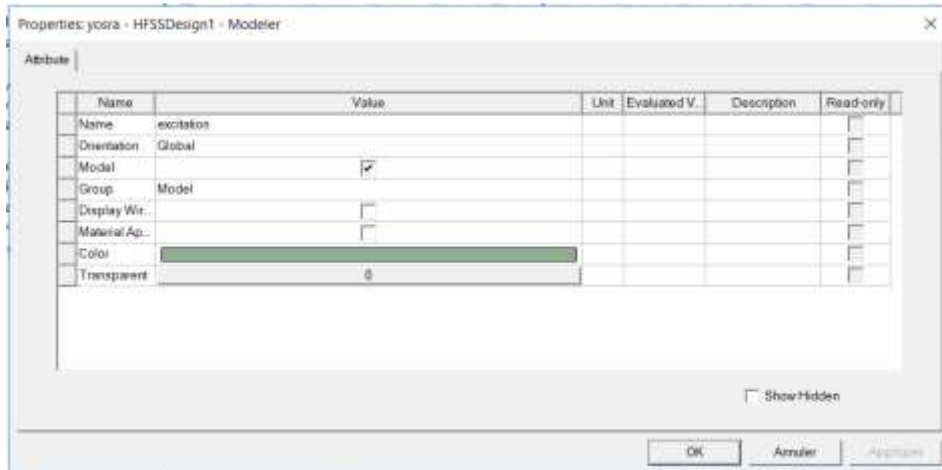 Properties: yosra - HFSSDesign1 - Modeler
Attribute
Name Value Unit Evaluated V... Description Read-only
Name excitation
Orientation Global
Model
Group Model
Display Wir...
Material Ap...
Color
Transparent 0
Show Hidden
OK Annuler Appliquer